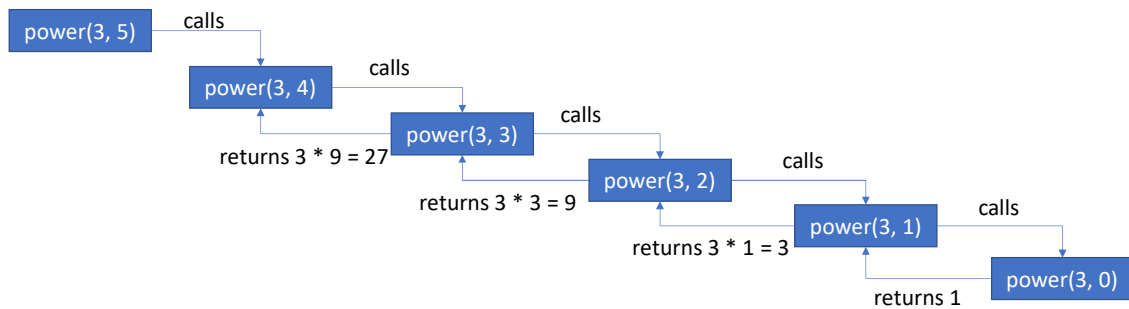 power(3, 5)
calls
power(3, 4)
calls
power(3, 3)
calls
returns 3 * 9 = 27
power(3, 2)
calls
returns 3 * 3 = 9
power(3, 1)
calls
returns 3 * 1 = 3
power(3, 0)
returns 1